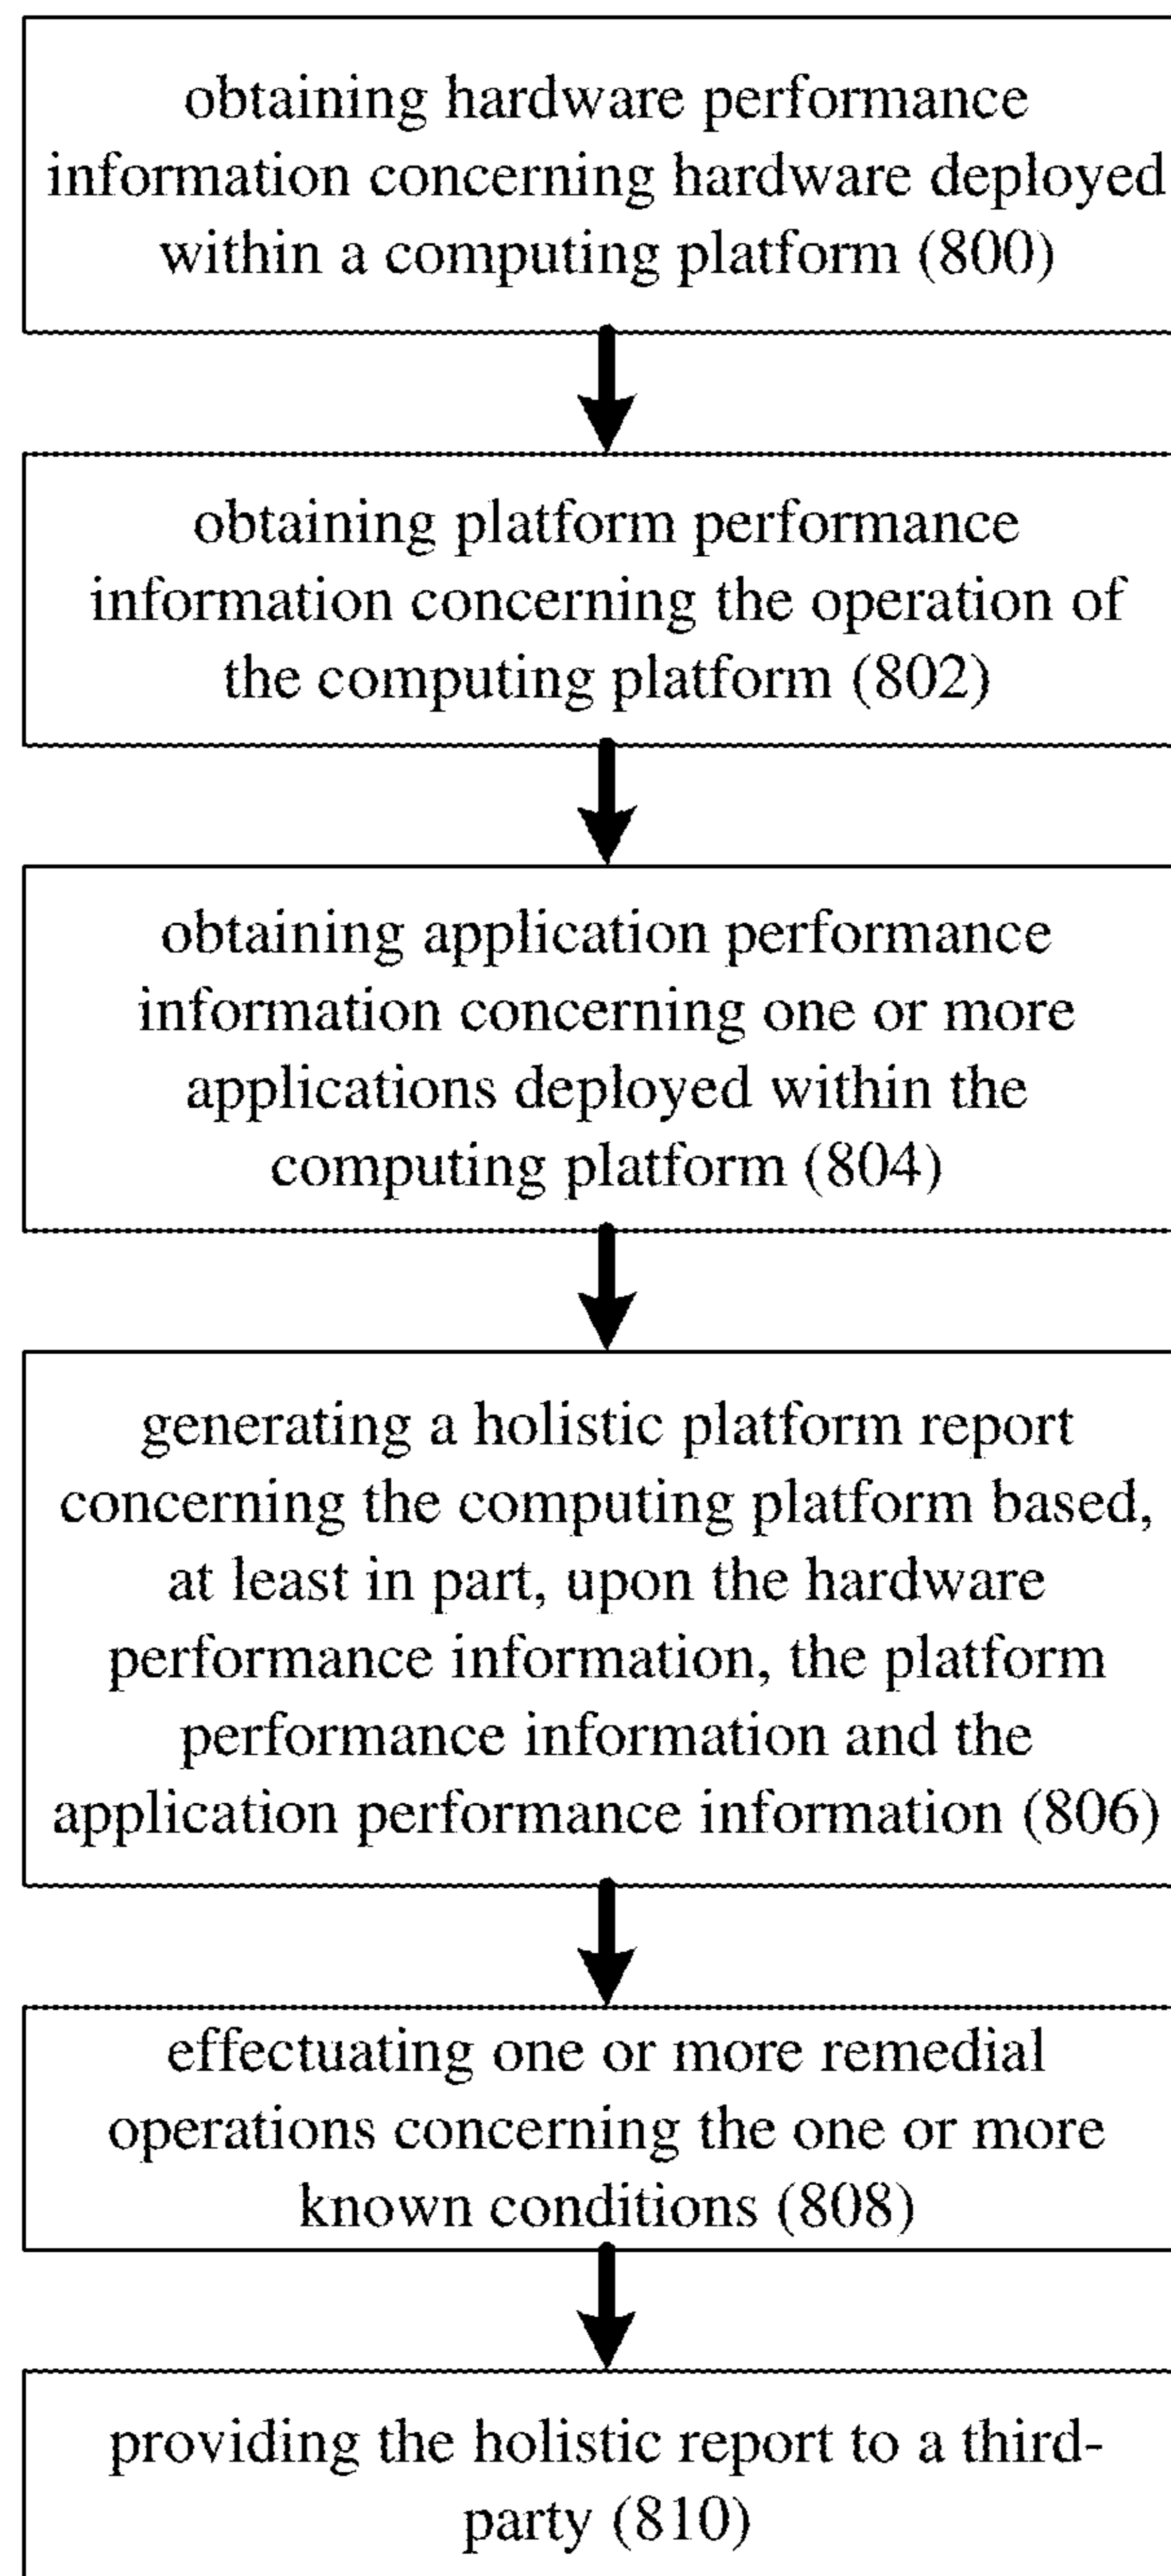 obtaining hardware performance
information concerning hardware deployed
within a computing platform (800)
obtaining platform performance
information concerning the operation of
the computing platform (802)
obtaining application performance
information concerning one or more
applications deployed within the
computing platform (804)
generating a holistic platform report
concerning the computing platform based,
at least in part, upon the hardware
performance information, the platform
performance information and the
application performance information (806)
effectuating one or more remedial
operations concerning the one or more
known conditions (808)
providing the holistic report to a third-
party (810)